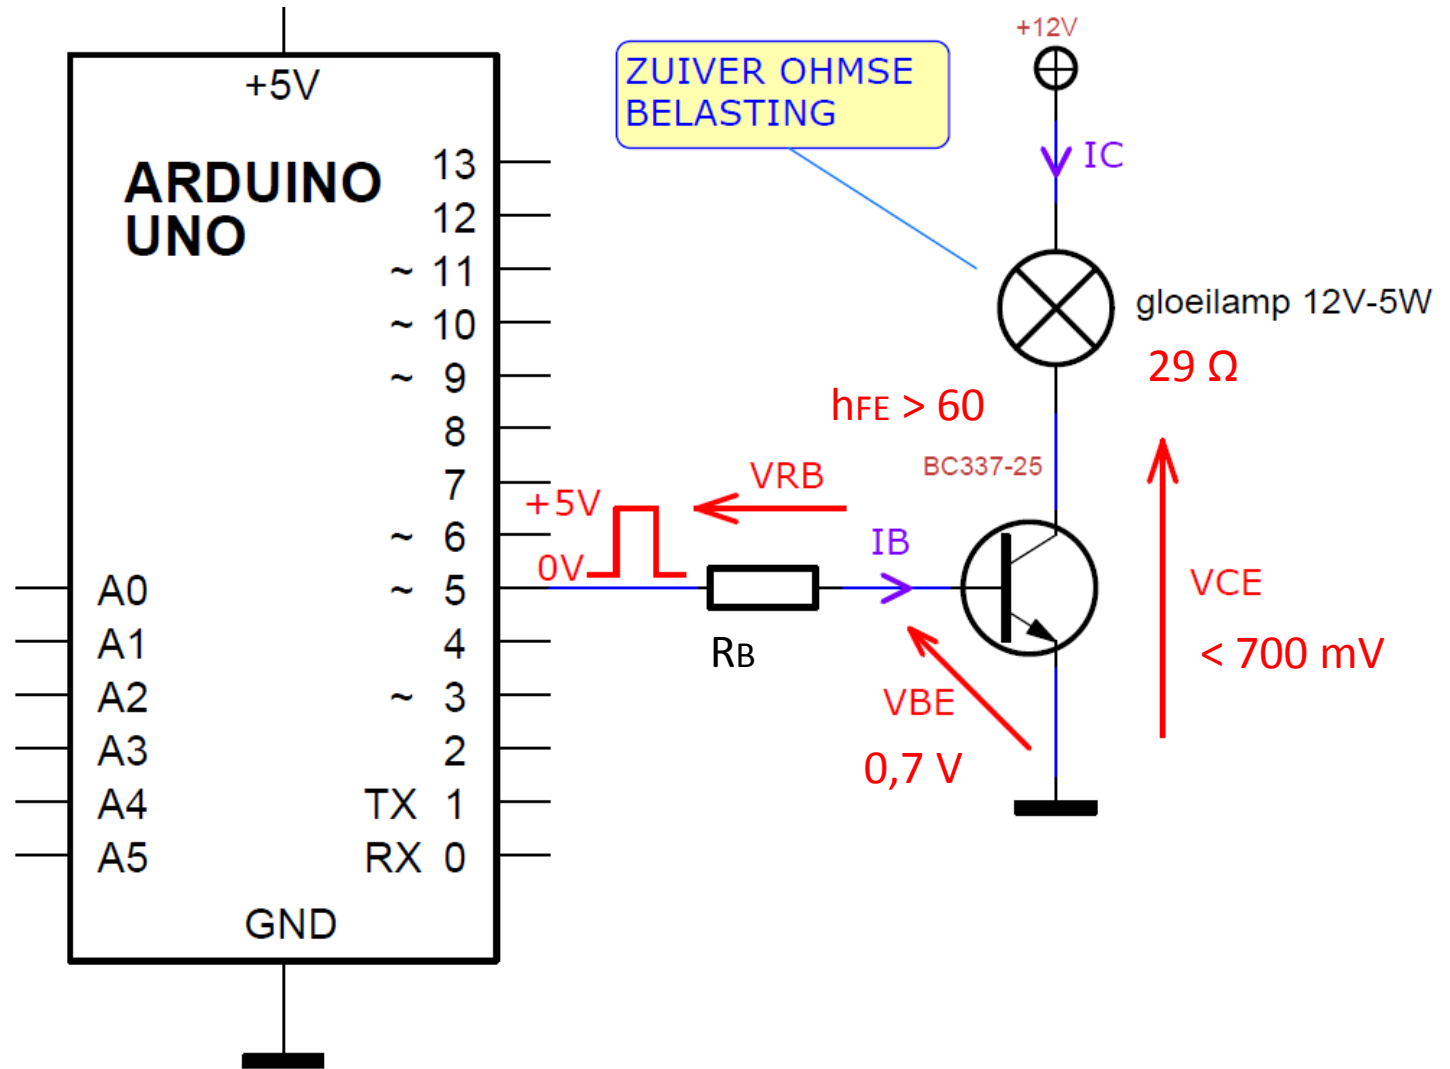 +5V
ARDUINO
UNO
13
12
~ 11
~ 10
~ 9
8
7
~ 6
~ 5
4
~ 3
2
TX 1
RX 0
A0
A1
A2
A3
A4
A5
GND
ZUIVER OHMSE
BELASTING
+12V
IC
gloeilamp 12V-5W
29 Ω
hFE > 60
BC337-25
VRB
+5V
0V
IB
RB
VBE
0,7 V
VCE
< 700 mV